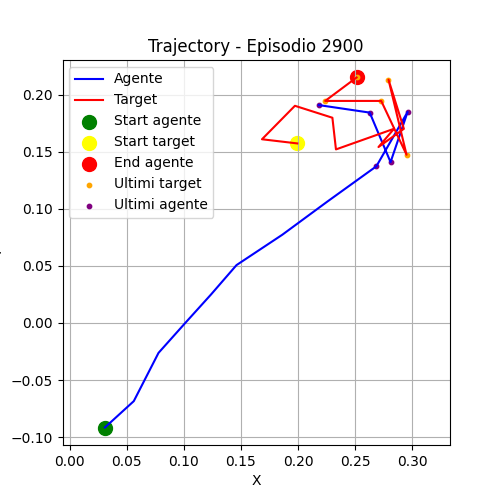 Trajectory - Episodio 2900
Agente
Target
Start agente
Start target
End agente
Ultimi target
Ultimi agente
0.20
0.15
0.10
0.05
0.00
−0.05
−0.10
0.00 0.05 0.10 0.15 0.20 0.25 0.30
X